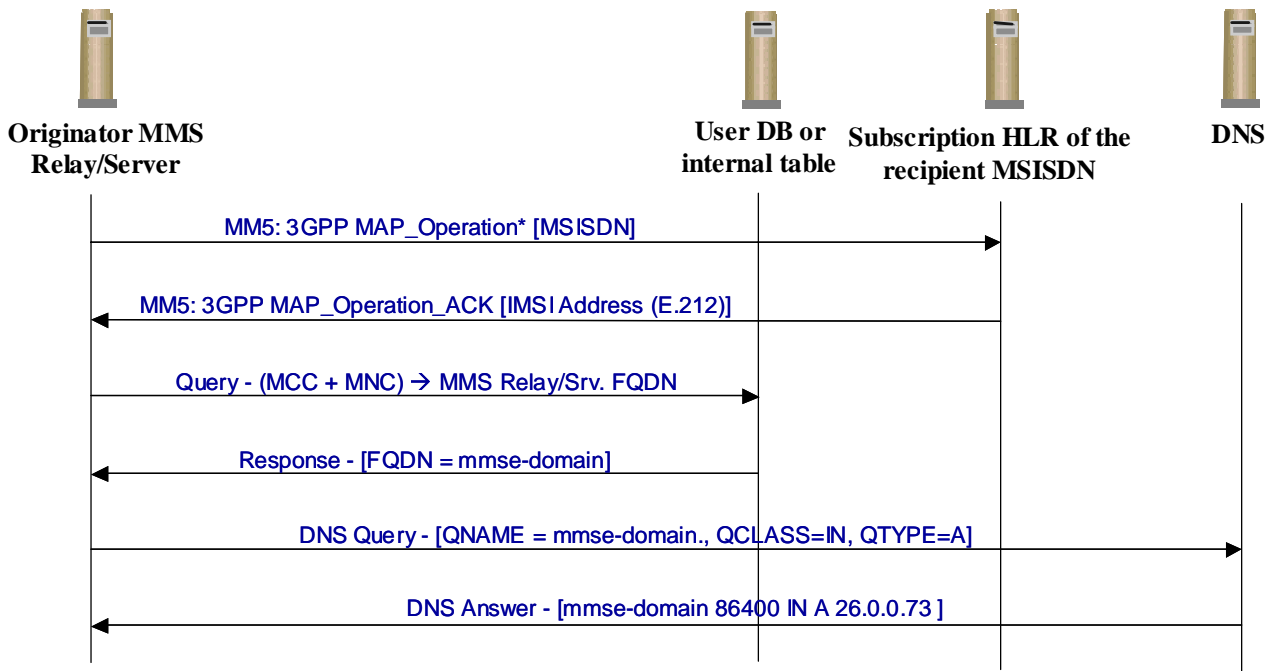 Originator MMS
Relay/Server
User DB or
internal table
Subscription HLR of the
recipient MSISDN
DNS
MM5: 3GPP MAP_Operation* [MSISDN]
MM5: 3GPP MAP_Operation_ACK [IMSI Address (E.212)]
Query - (MCC + MNC) → MMS Relay/Srv. FQDN
Response - [FQDN = mmse-domain]
DNS Query - [QNAME = mmse-domain., QCLASS=IN, QTYPE=A]
DNS Answer - [mmse-domain 86400 IN A 26.0.0.73 ]